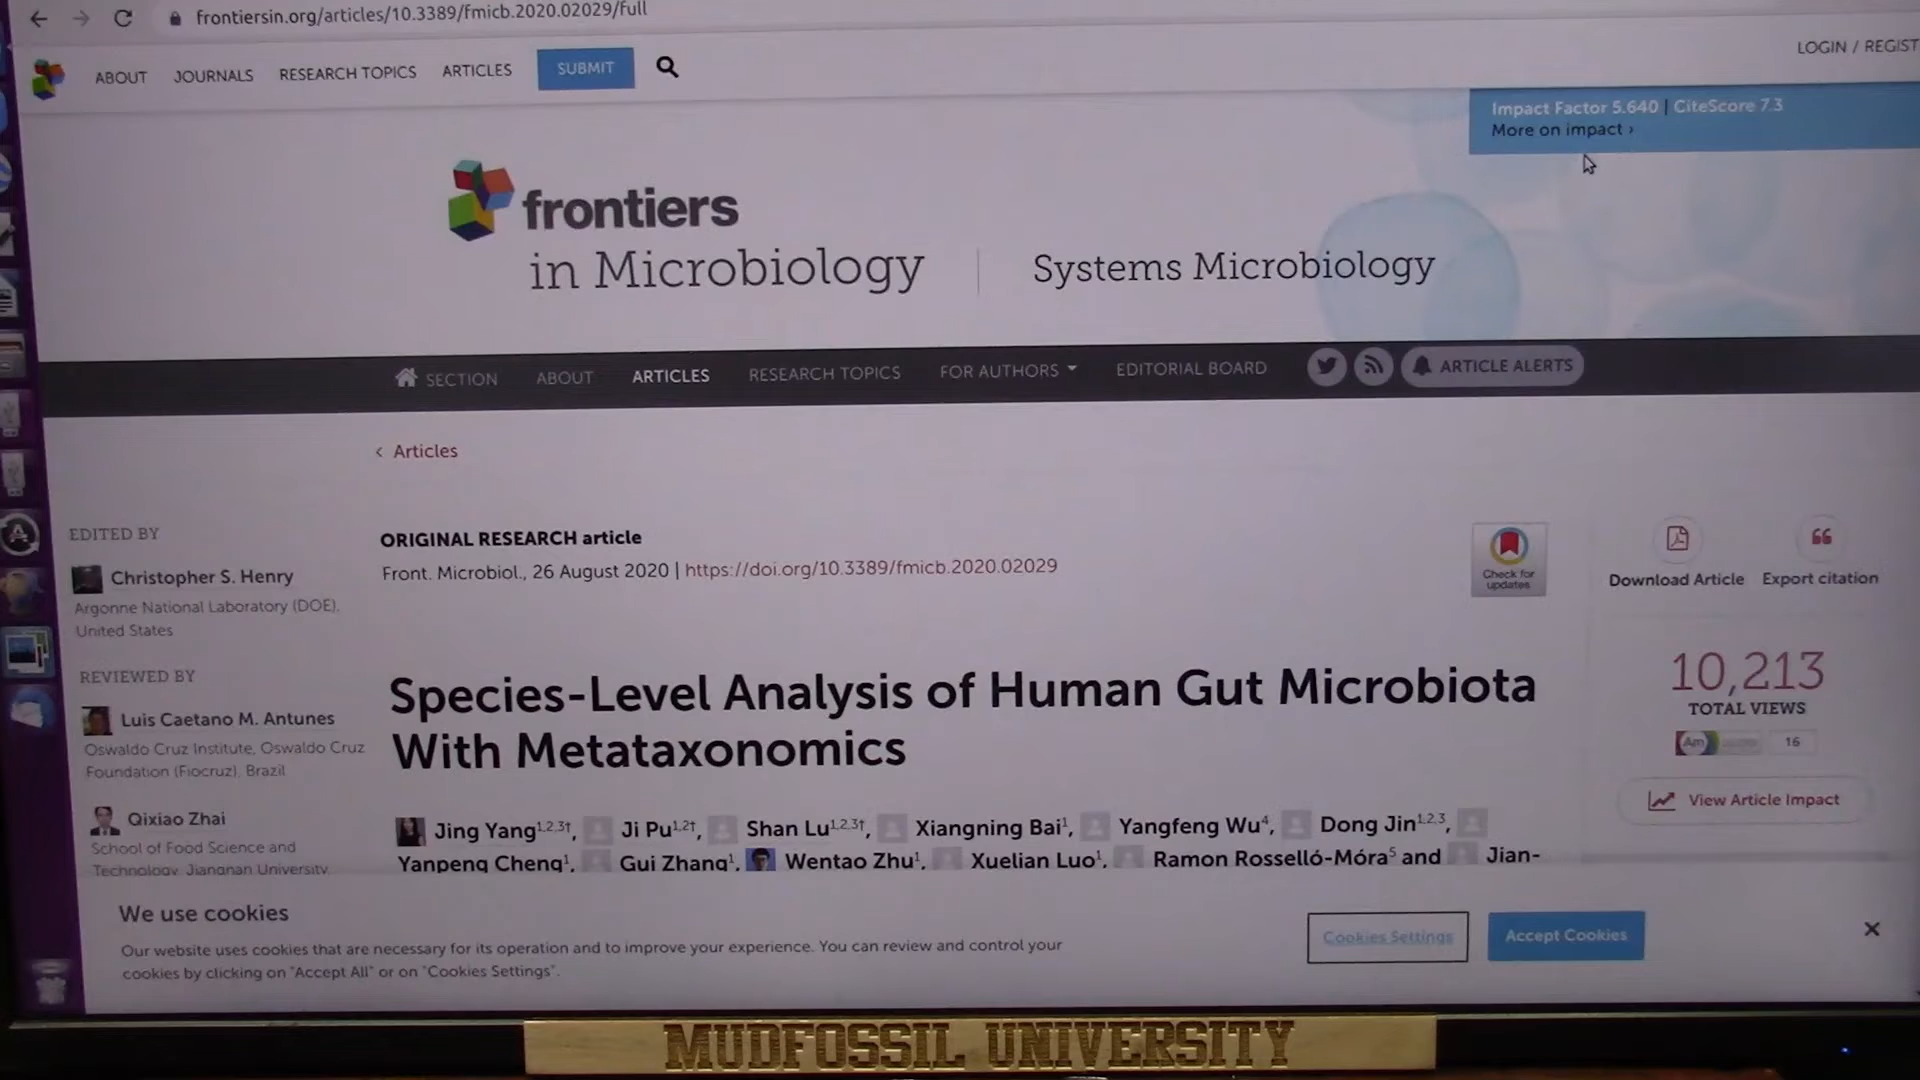 frontiersin.org/articles/10.3389/fmicb.2020.02029/full
ABOUT JOURNALS RESEARCH TOPICS ARTICLES SUBMIT
LOGIN / REGIST
Impact Factor 5.640 | CiteScore 7.3
More on impact ›
frontiers
in Microbiology
Systems Microbiology
SECTION ABOUT ARTICLES RESEARCH TOPICS FOR AUTHORS EDITORIAL BOARD ARTICLE ALERTS
‹ Articles
EDITED BY
Christopher S. Henry
Argonne National Laboratory (DOE),
United States
REVIEWED BY
Luis Caetano M. Antunes
Oswaldo Cruz Institute, Oswaldo Cruz
Foundation (Fiocruz), Brazil
Qixiao Zhai
School of Food Science and
Technology, Jiangnan University,
ORIGINAL RESEARCH article
Front. Microbiol., 26 August 2020 | https://doi.org/10.3389/fmicb.2020.02029
Check for
updates
Species-Level Analysis of Human Gut Microbiota
With Metataxonomics
Jing Yang1,2,3†, Ji Pu1,2†, Shan Lu1,2,3†, Xiangning Bai1, Yangfeng Wu4, Dong Jin1,2,3,
Yanpeng Cheng1, Gui Zhang1, Wentao Zhu1, Xuelian Luo1, Ramon Rosselló-Móra5 and Jian-
Download Article Export citation
10,213
TOTAL VIEWS
Am 16
View Article Impact
We use cookies
Our website uses cookies that are necessary for its operation and to improve your experience. You can review and control your
cookies by clicking on "Accept All" or on "Cookies Settings".
Cookies Settings
Accept Cookies
MUDFOSSIL UNIVERSITY